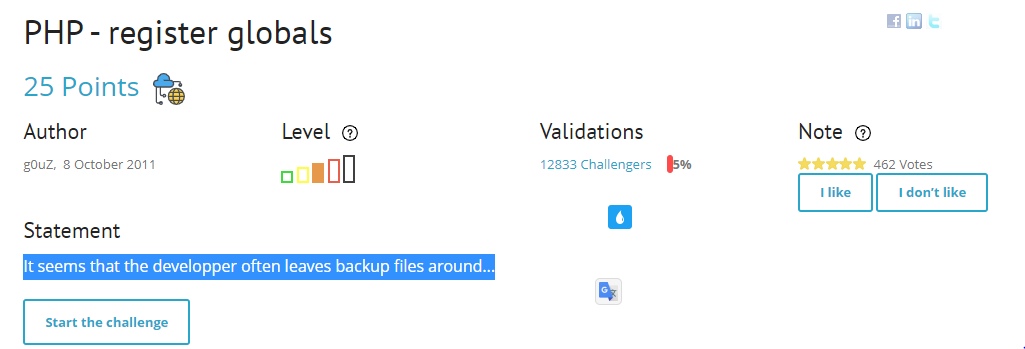 PHP - register globals
25 Points
Author
Level ?
Validations
Note ?
g0uZ, 8 October 2011
12833 Challengers 5%
462 Votes
I like
I don't like
Statement
It seems that the developper often leaves backup files around...
Start the challenge